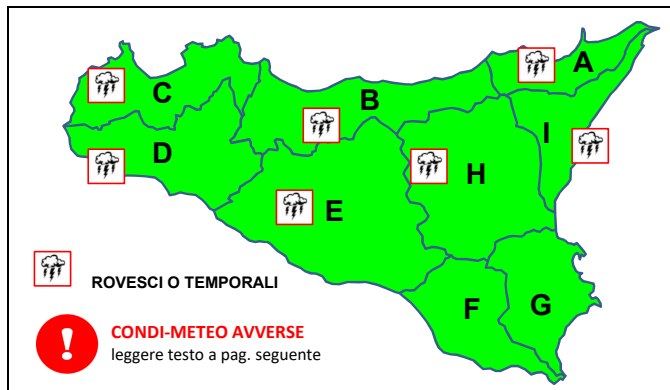 A
C
B
I
D
H
E
ROVESCI O TEMPORALI
F
G
CONDI-METEO AVVERSE
leggere testo a pag. seguente